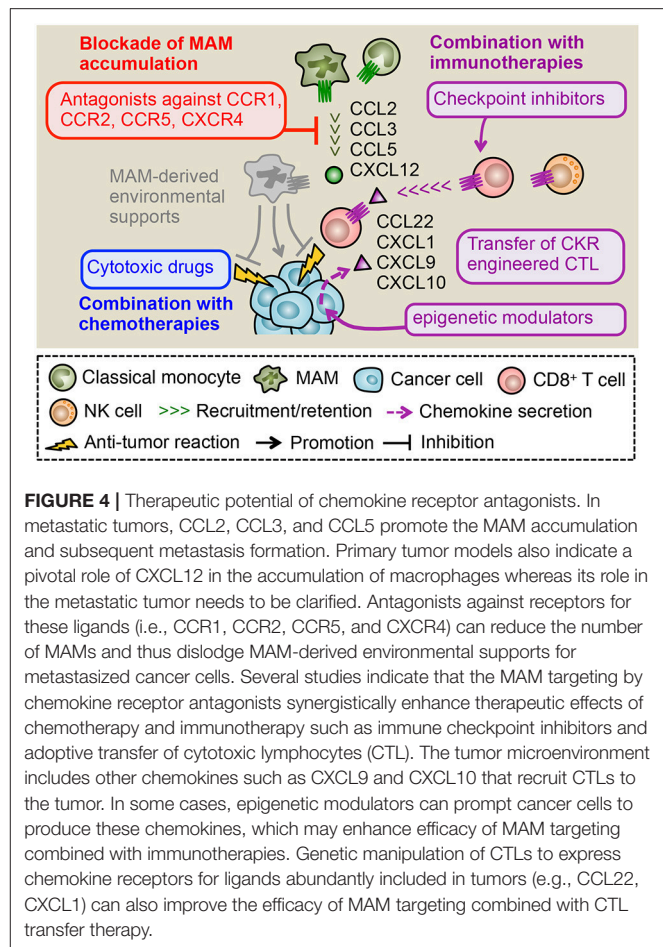 Blockade of MAM
accumulation
Antagonists against CCR1,
CCR2, CCR5, CXCR4
CCL2
CCL3
CCL5
CXCL12
Combination with
immunotherapies
Checkpoint inhibitors
MAM-derived
environmental
supports
CCL22
CXCL1
CXCL9
CXCL10
Transfer of CKR
engineered CTL
Cytotoxic drugs
Combination with
chemotherapies
epigenetic modulators
Classical monocyte MAM Cancer cell CD8⁺ T cell
NK cell >>> Recruitment/retention Chemokine secretion
Anti-tumor reaction Promotion Inhibition
FIGURE 4 | Therapeutic potential of chemokine receptor antagonists. In
metastatic tumors, CCL2, CCL3, and CCL5 promote the MAM accumulation
and subsequent metastasis formation. Primary tumor models also indicate a
pivotal role of CXCL12 in the accumulation of macrophages whereas its role in
the metastatic tumor needs to be clarified. Antagonists against receptors for
these ligands (i.e., CCR1, CCR2, CCR5, and CXCR4) can reduce the number
of MAMs and thus dislodge MAM-derived environmental supports for
metastasized cancer cells. Several studies indicate that the MAM targeting by
chemokine receptor antagonists synergistically enhance therapeutic effects of
chemotherapy and immunotherapy such as immune checkpoint inhibitors and
adoptive transfer of cytotoxic lymphocytes (CTL). The tumor microenvironment
includes other chemokines such as CXCL9 and CXCL10 that recruit CTLs to
the tumor. In some cases, epigenetic modulators can prompt cancer cells to
produce these chemokines, which may enhance efficacy of MAM targeting
combined with immunotherapies. Genetic manipulation of CTLs to express
chemokine receptors for ligands abundantly included in tumors (e.g., CCL22,
CXCL1) can also improve the efficacy of MAM targeting combined with CTL
transfer therapy.